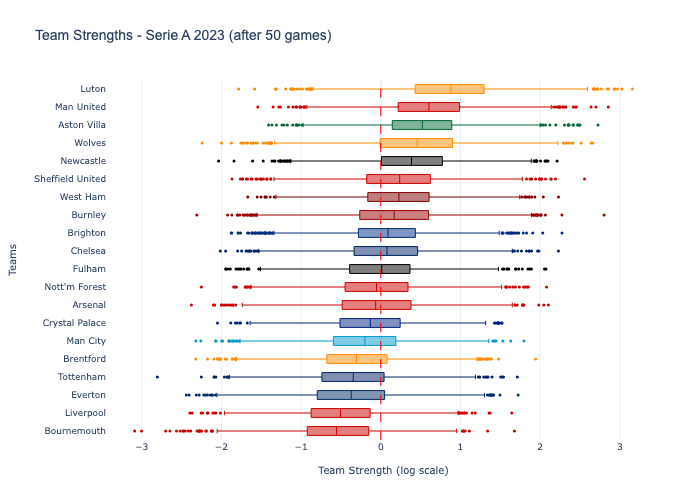 Team Strengths - Serie A 2023 (after 50 games)
Luton
Man United
Aston Villa
Wolves
Newcastle
Sheffield United
West Ham
Burnley
Brighton
Chelsea
Fulham
Nott'm Forest
Arsenal
Crystal Palace
Man City
Brentford
Tottenham
Everton
Liverpool
Bournemouth
Teams
−3 −2 −1 0 1 2 3
Team Strength (log scale)